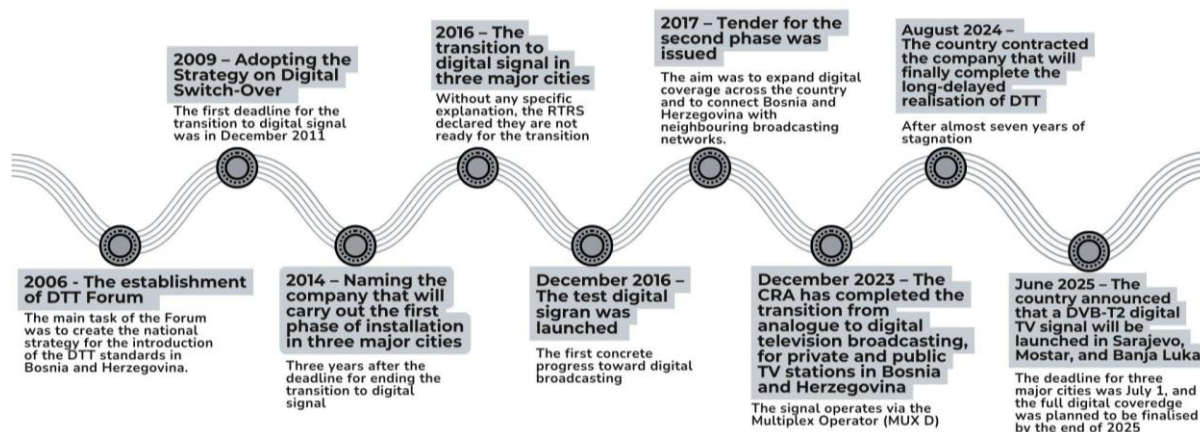 2006 - The establishment
of DTT Forum
The main task of the Forum
was to create the national
strategy for the introduction
of the DTT standards in
Bosnia and Herzegovina.
2009 – Adopting the
Strategy on Digital
Switch-Over
The first deadline for the
transition to digital signal
was in December 2011
2014 – Naming the
company that will
carry out the first
phase of installation
in three major cities
Three years after the
deadline for ending the
transition to digital
signal
2016 – The
transition to
digital signal in
three major cities
Without any specific
explanation, the RTRS
declared they are not
ready for the transition
December 2016 –
The test digital
sigran was
launched
The first concrete
progress toward digital
broadcasting
2017 – Tender for the
second phase was
issued
The aim was to expand digital
coverage across the country
and to connect Bosnia and
Herzegovina with
neighbouring broadcasting
networks.
December 2023 – The
CRA has completed the
transition from
analogue to digital
television broadcasting,
for private and public
TV stations in Bosnia
and Herzegovina
The signal operates via the
Multiplex Operator (MUX D)
August 2024 –
The country contracted
the company that will
finally complete the
long-delayed
realisation of DTT
After almost seven years of
stagnation
June 2025 – The
country announced
that a DVB-T2 digital
TV signal will be
launched in Sarajevo,
Mostar, and Banja Luka
The deadline for three
major cities was July 1, and
the full digital coveredge
was planned to be finalised
by the end of 2025